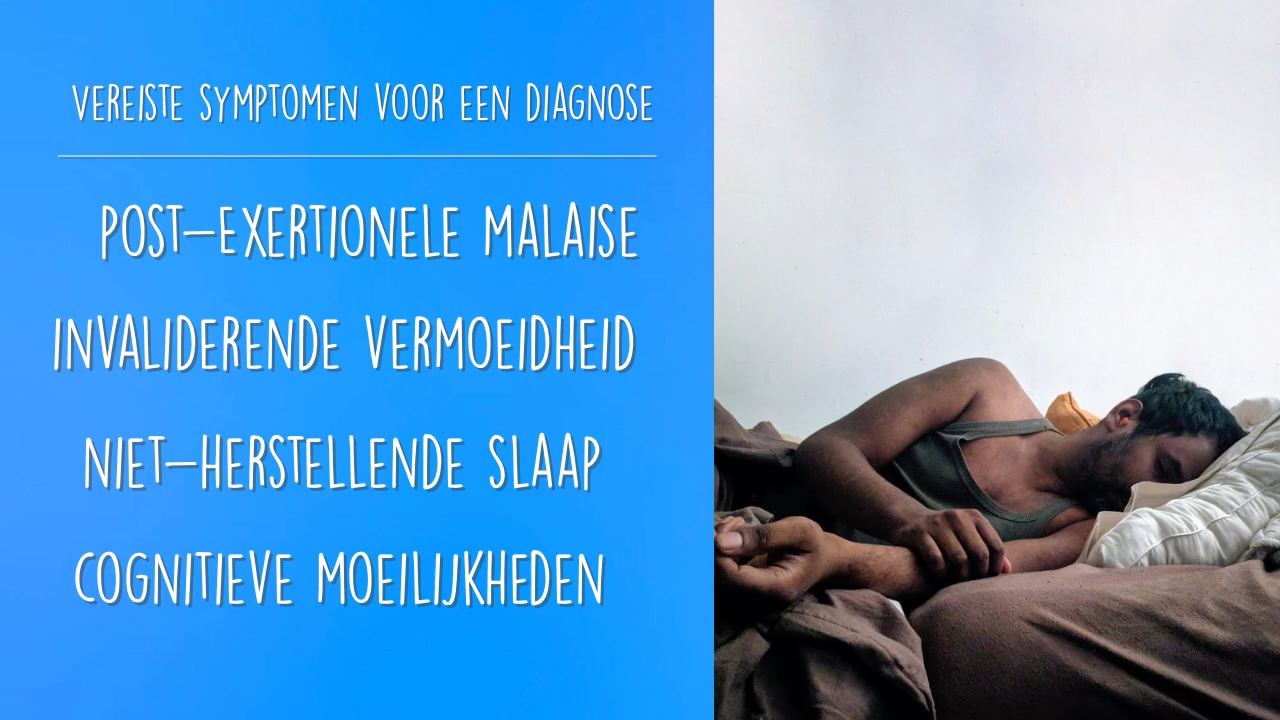 VEREISTE SYMPTOMEN VOOR EEN DIAGNOSE
POST-EXERTIONELE MALAISE
INVALIDERENDE VERMOEIDHEID
NIET-HERSTELLENDE SLAAP
COGNITIEVE MOEILIJKHEDEN